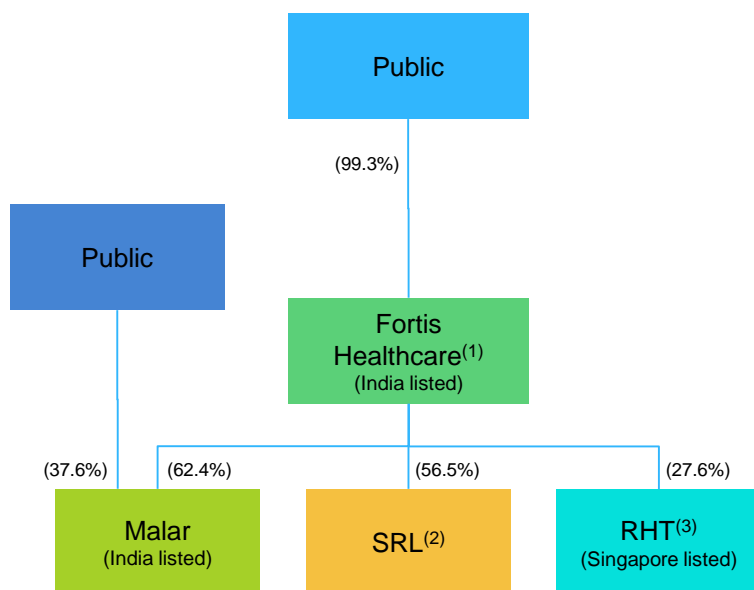 Public
(99.3%)
Public
Fortis
Healthcare(1)
(India listed)
(37.6%)
(62.4%)
(56.5%)
(27.6%)
Malar
(India listed)
SRL(2)
RHT(3)
(Singapore listed)